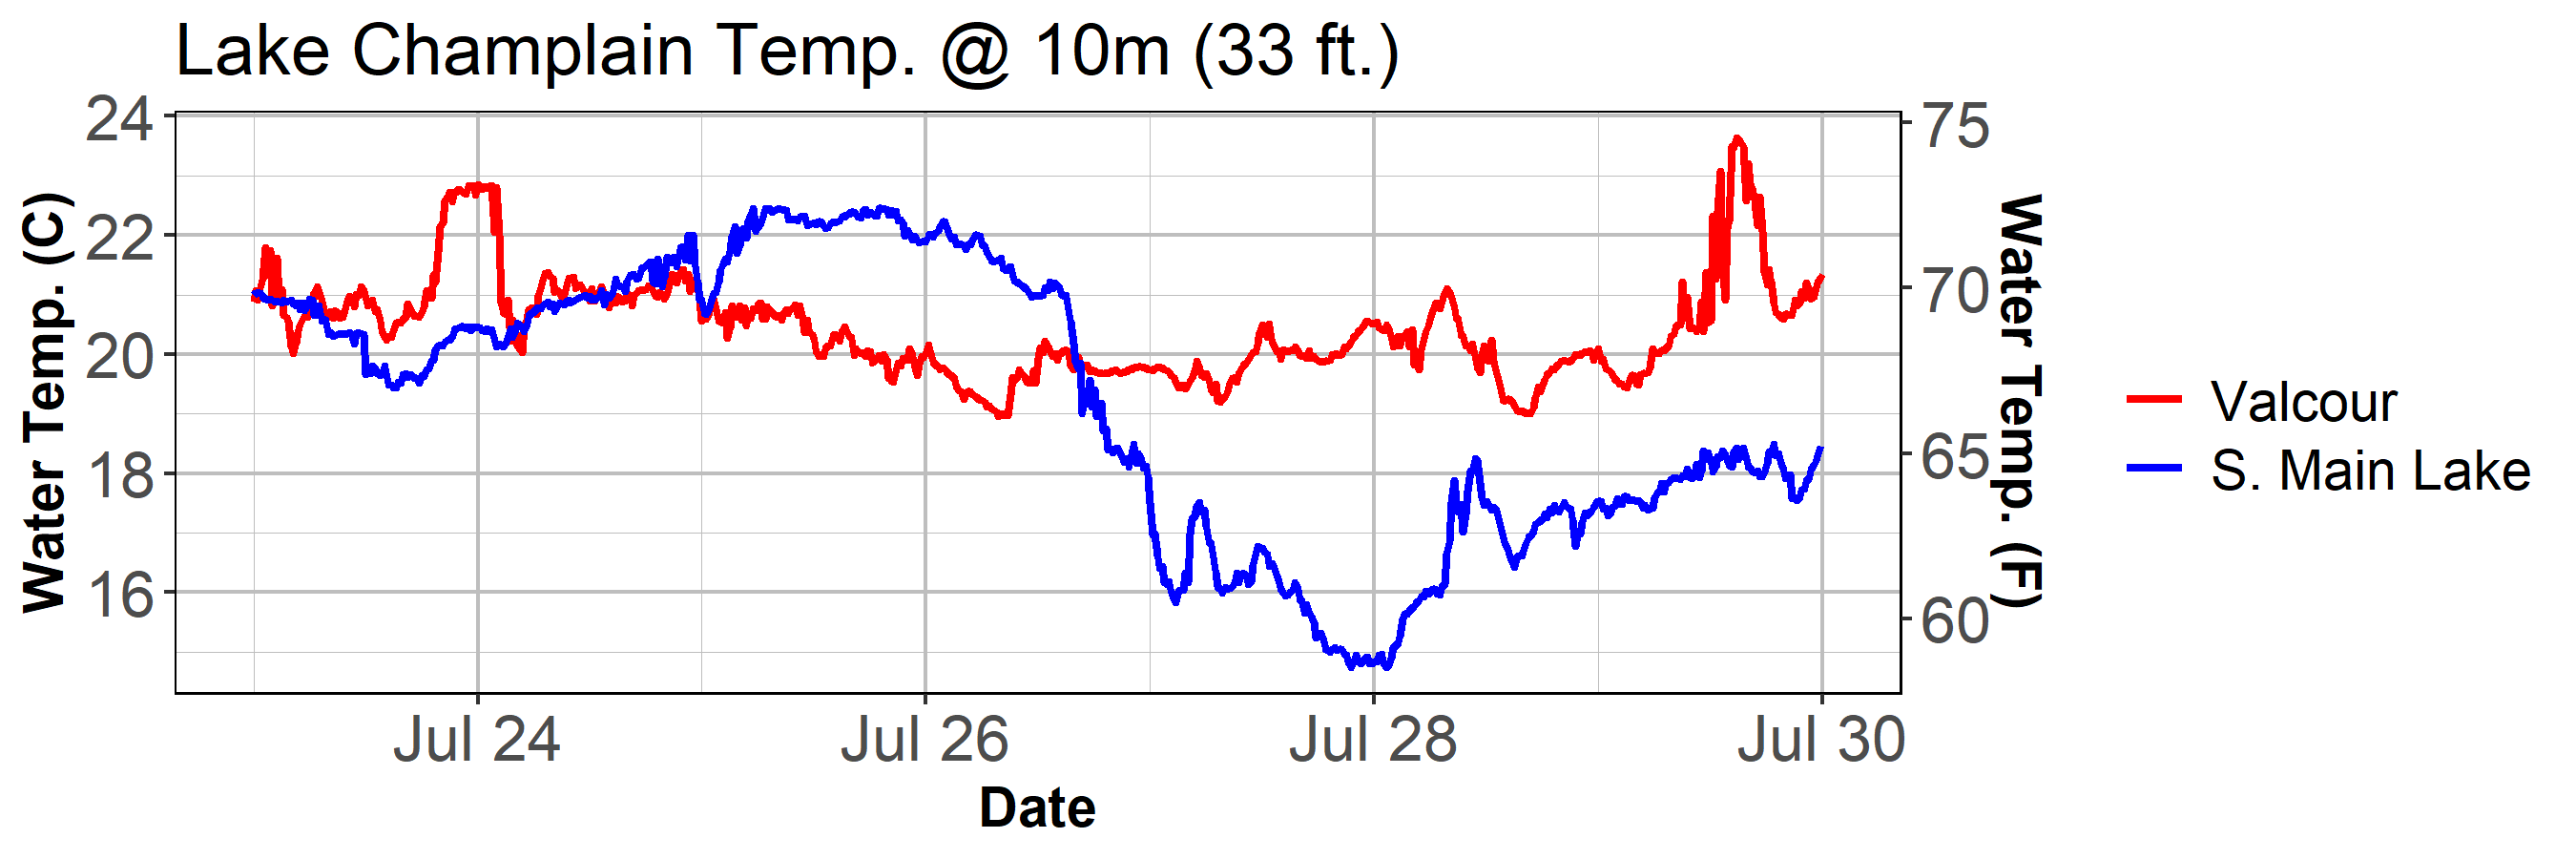 Lake Champlain Temp. @ 10m (33 ft.)
Water Temp. (C)
24
22
20
18
16
75
70
65
60
Water Temp. (F)
Jul 24
Jul 26
Jul 28
Jul 30
Date
Valcour
S. Main Lake